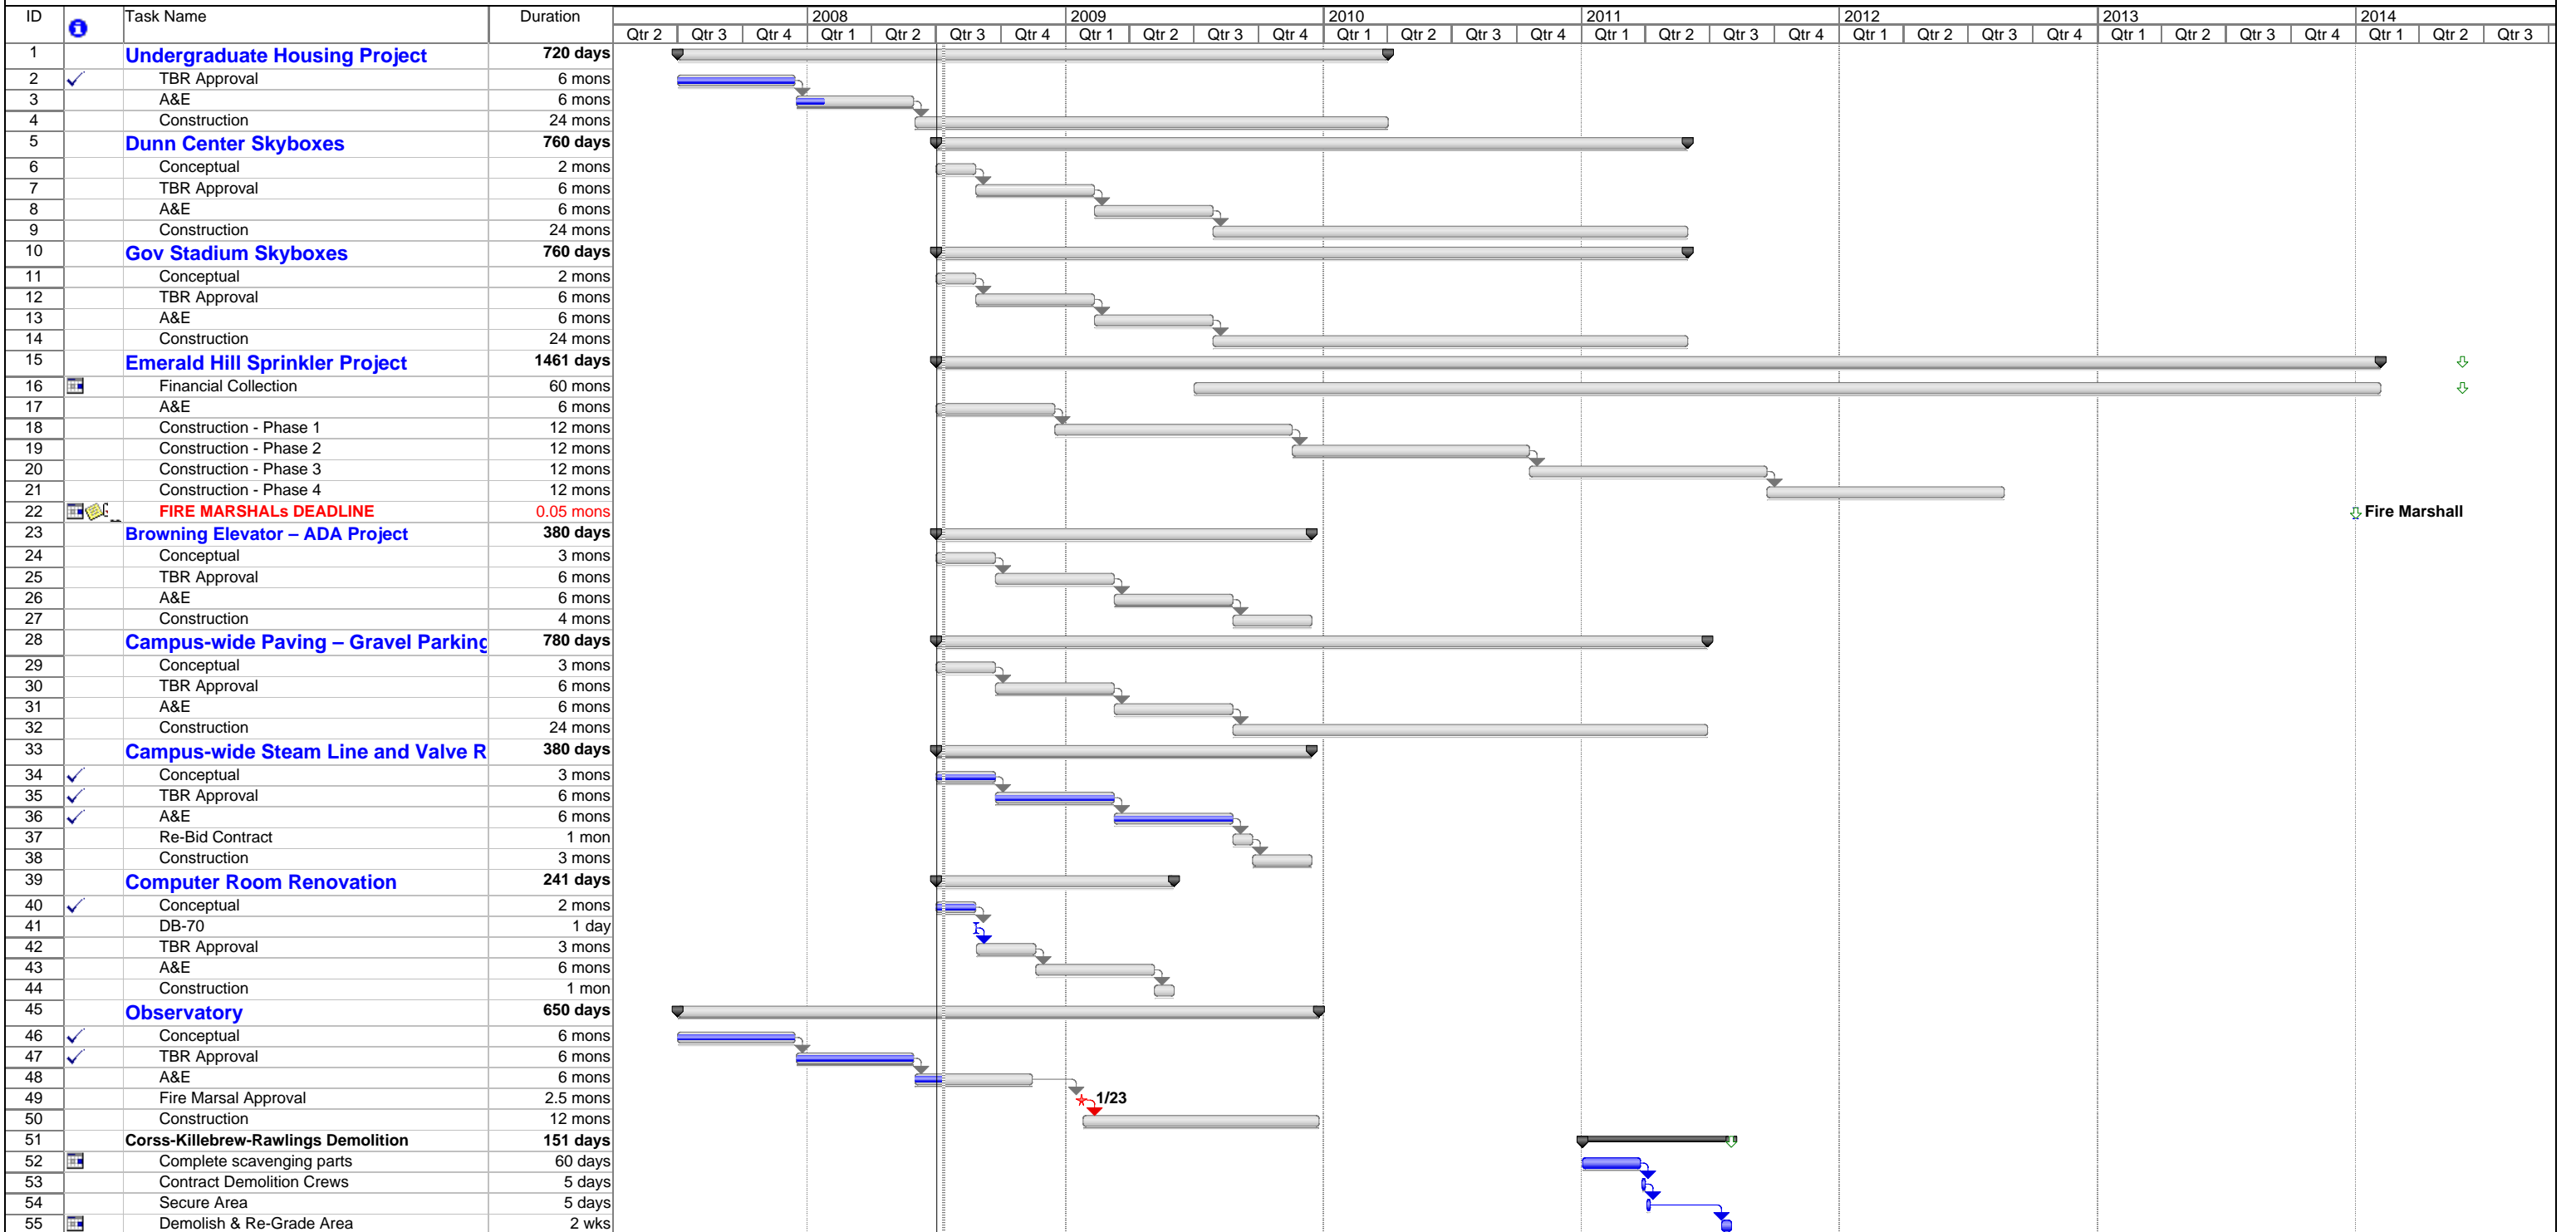 ID Task Name Duration 2008 2009 2010 2011 2012 2013 2014
Qtr 2 Qtr 3 Qtr 4 Qtr 1 Qtr 2 Qtr 3 Qtr 4 Qtr 1 Qtr 2 Qtr 3 Qtr 4 Qtr 1 Qtr 2 Qtr 3 Qtr 4 Qtr 1 Qtr 2 Qtr 3 Qtr 4 Qtr 1 Qtr 2 Qtr 3 Qtr 4 Qtr 1 Qtr 2 Qtr 3 Qtr 4 Qtr 1 Qtr 2 Qtr 3
1 Undergraduate Housing Project 720 days
2 TBR Approval 6 mons
3 A&E 6 mons
4 Construction 24 mons
5 Dunn Center Skyboxes 760 days
6 Conceptual 2 mons
7 TBR Approval 6 mons
8 A&E 6 mons
9 Construction 24 mons
10 Gov Stadium Skyboxes 760 days
11 Conceptual 2 mons
12 TBR Approval 6 mons
13 A&E 6 mons
14 Construction 24 mons
15 Emerald Hill Sprinkler Project 1461 days
16 Financial Collection 60 mons
17 A&E 6 mons
18 Construction - Phase 1 12 mons
19 Construction - Phase 2 12 mons
20 Construction - Phase 3 12 mons
21 Construction - Phase 4 12 mons
22 FIRE MARSHALs DEADLINE 0.05 mons Fire Marshall
23 Browning Elevator – ADA Project 380 days
24 Conceptual 3 mons
25 TBR Approval 6 mons
26 A&E 6 mons
27 Construction 4 mons
28 Campus-wide Paving – Gravel Parking 780 days
29 Conceptual 3 mons
30 TBR Approval 6 mons
31 A&E 6 mons
32 Construction 24 mons
33 Campus-wide Steam Line and Valve R 380 days
34 Conceptual 3 mons
35 TBR Approval 6 mons
36 A&E 6 mons
37 Re-Bid Contract 1 mon
38 Construction 3 mons
39 Computer Room Renovation 241 days
40 Conceptual 2 mons
41 DB-70 1 day
42 TBR Approval 3 mons
43 A&E 6 mons
44 Construction 1 mon
45 Observatory 650 days
46 Conceptual 6 mons
47 TBR Approval 6 mons
48 A&E 6 mons
49 Fire Marsal Approval 2.5 mons 1/23
50 Construction 12 mons
51 Corss-Killebrew-Rawlings Demolition 151 days
52 Complete scavenging parts 60 days
53 Contract Demolition Crews 5 days
54 Secure Area 5 days
55 Demolish & Re-Grade Area 2 wks